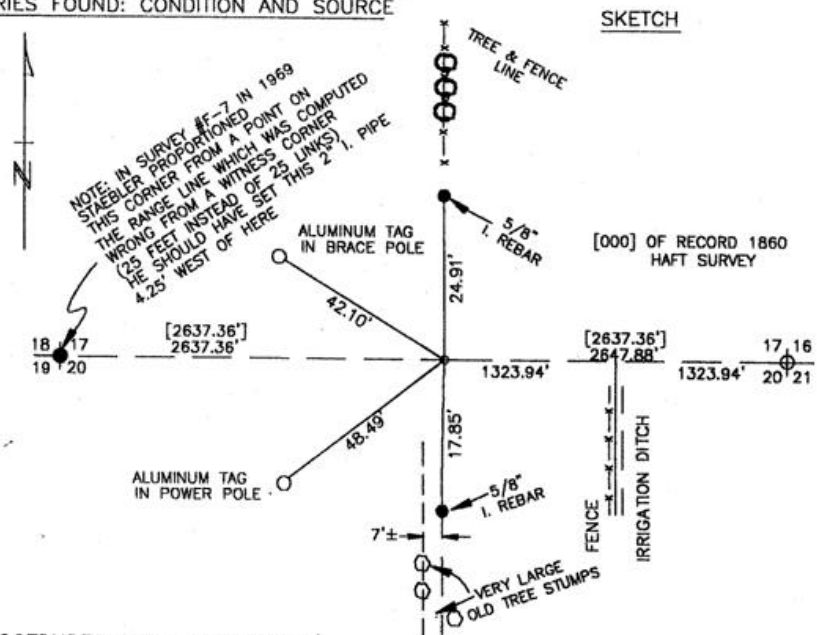 RIES FOUND: CONDITION AND SOURCE
SKETCH
TREE & FENCE
LINE
N
NOTE: IN SURVEY #F-7 IN 1969
STAEBLER PROPORTIONED
THIS CORNER FROM A POINT ON
THE RANGE LINE WHICH WAS COMPUTED
WRONG FROM A WITNESS CORNER
(25 FEET INSTEAD OF 25 LINKS)
HE SHOULD HAVE SET THIS 2" I. PIPE
4.25' WEST OF HERE
ALUMINUM TAG
IN BRACE POLE
5/8"
I. REBAR
[000] OF RECORD 1860
HAFT SURVEY
24.91'
42.10'
[2637.36']
2637.36'
18 17
19 20
[2637.36']
2647.88'
1323.94'
1323.94'
17 16
20 21
48.49'
17.85'
ALUMINUM TAG
IN POWER POLE
5/8"
I. REBAR
7'±
FENCE
IRRIGATION DITCH
VERY LARGE
OLD TREE STUMPS